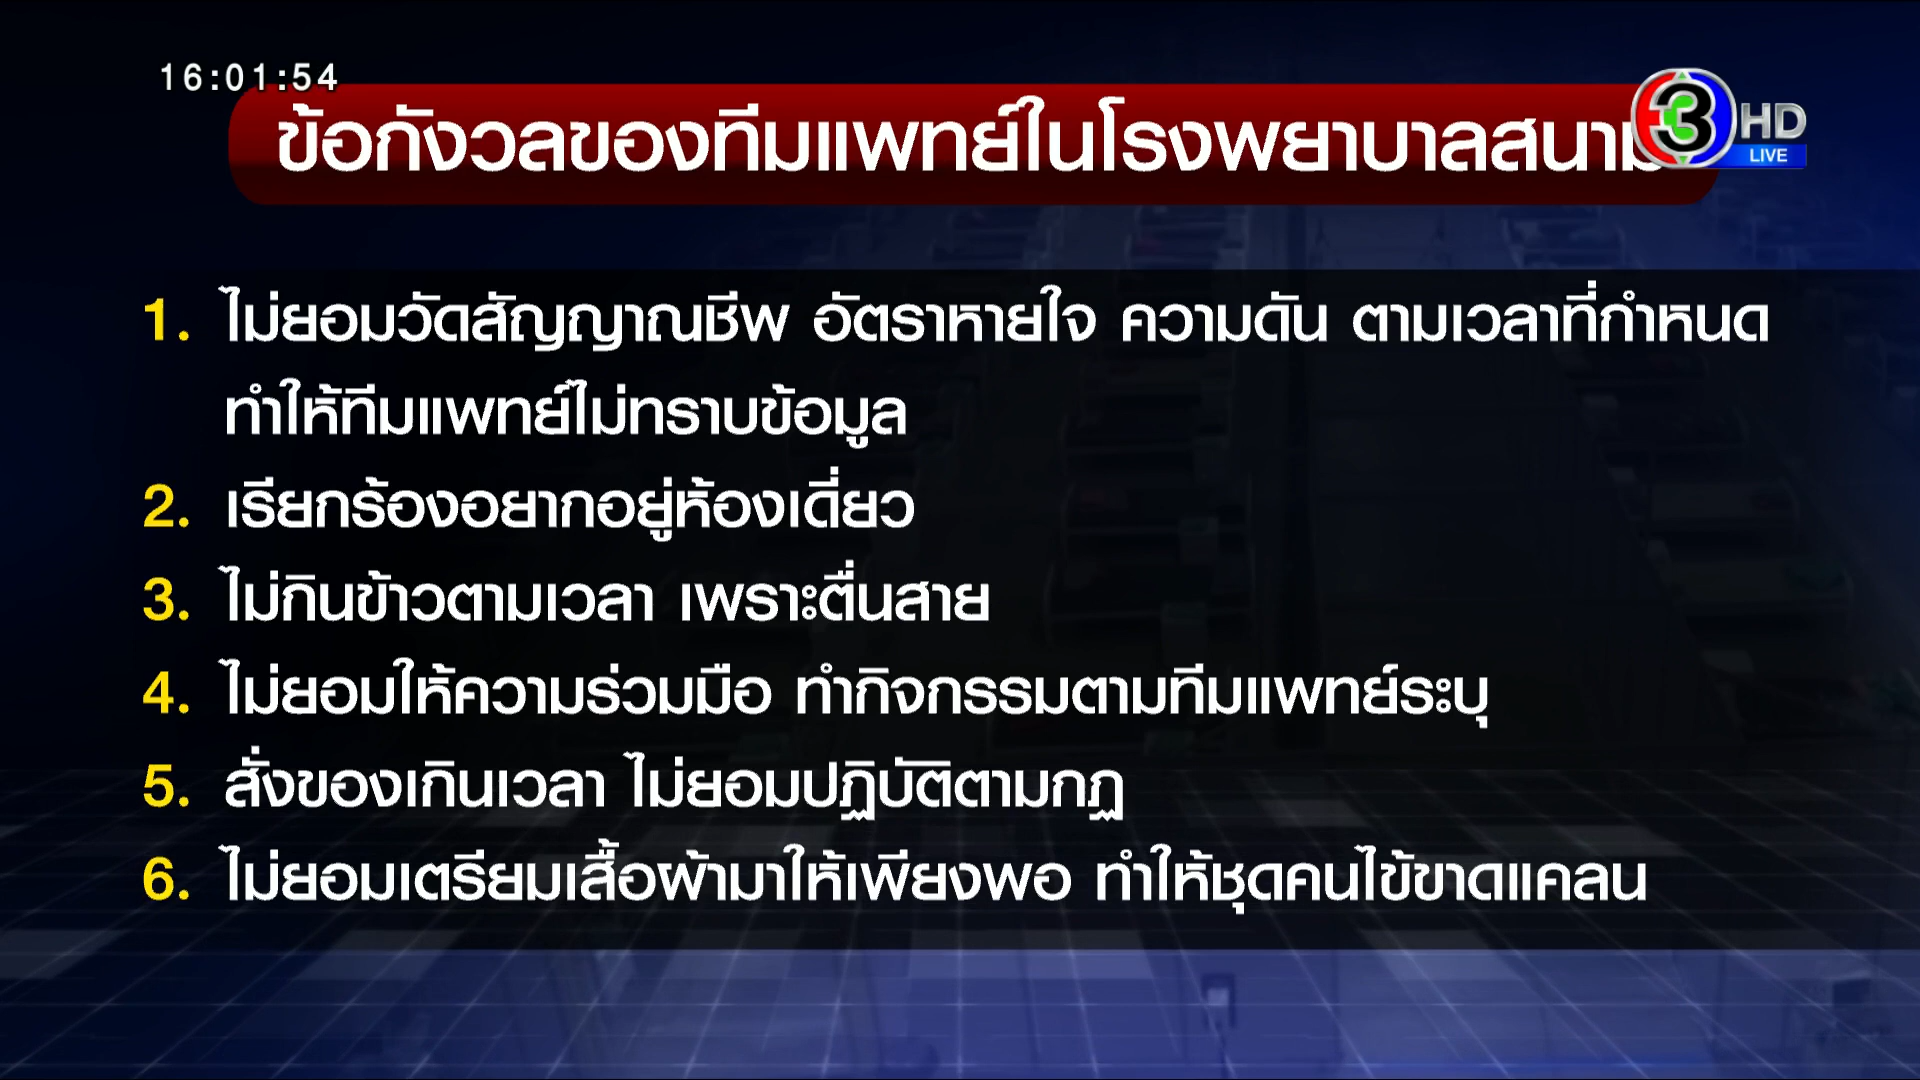 16:01:54
ข้อกังวลของทีมแพทย์ในโรงพยาบาลสนาม
3 HD
LIVE
1. ไม่ยอมวัดสัญญาณชีพ อัตราหายใจ ความดัน ตามเวลาที่กำหนด
ทำให้ทีมแพทย์ไม่ทราบข้อมูล
2. เรียกร้องอยากอยู่ห้องเดี่ยว
3. ไม่กินข้าวตามเวลา เพราะตื่นสาย
4. ไม่ยอมให้ความร่วมมือ ทำกิจกรรมตามทีมแพทย์ระบุ
5. สั่งของเกินเวลา ไม่ยอมปฏิบัติตามกฏ
6. ไม่ยอมเตรียมเสื้อผ้ามาให้เพียงพอ ทำให้ชุดคนไข้ขาดแคลน